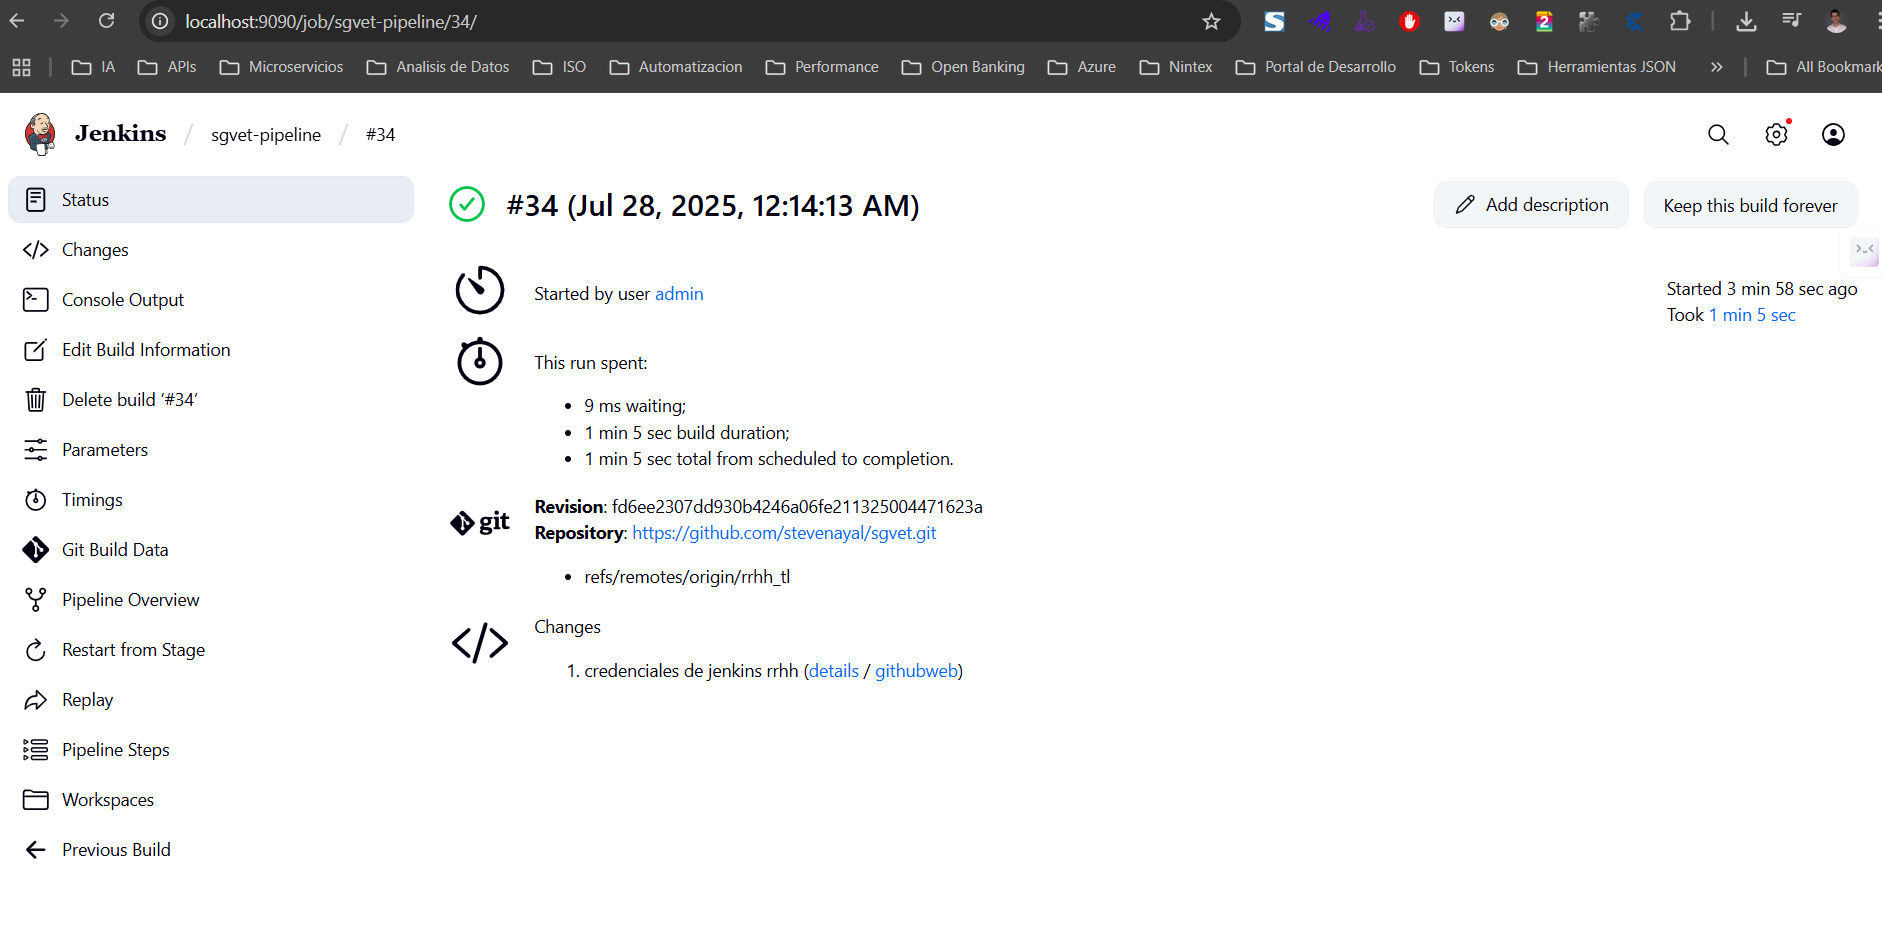 localhost:9090/job/sgvet-pipeline/34/
IA
APIs
Microservicios
Analisis de Datos
ISO
Automatizacion
Performance
Open Banking
Azure
Nintex
Portal de Desarrollo
Tokens
Herramientas JSON
»
All Bookmark
Jenkins / sgvet-pipeline / #34
Status
Changes
Console Output
Edit Build Information
Delete build ‘#34’
Parameters
Timings
Git Build Data
Pipeline Overview
Restart from Stage
Replay
Pipeline Steps
Workspaces
Previous Build
#34 (Jul 28, 2025, 12:14:13 AM)
Add description
Keep this build forever
Started by user admin
Started 3 min 58 sec ago
Took 1 min 5 sec
This run spent:
• 9 ms waiting;
• 1 min 5 sec build duration;
• 1 min 5 sec total from scheduled to completion.
git
Revision: fd6ee2307dd930b4246a06fe211325004471623a
Repository: https://github.com/stevenayal/sgvet.git
• refs/remotes/origin/rrhh_tl
Changes
1. credenciales de jenkins rrhh (details / githubweb)